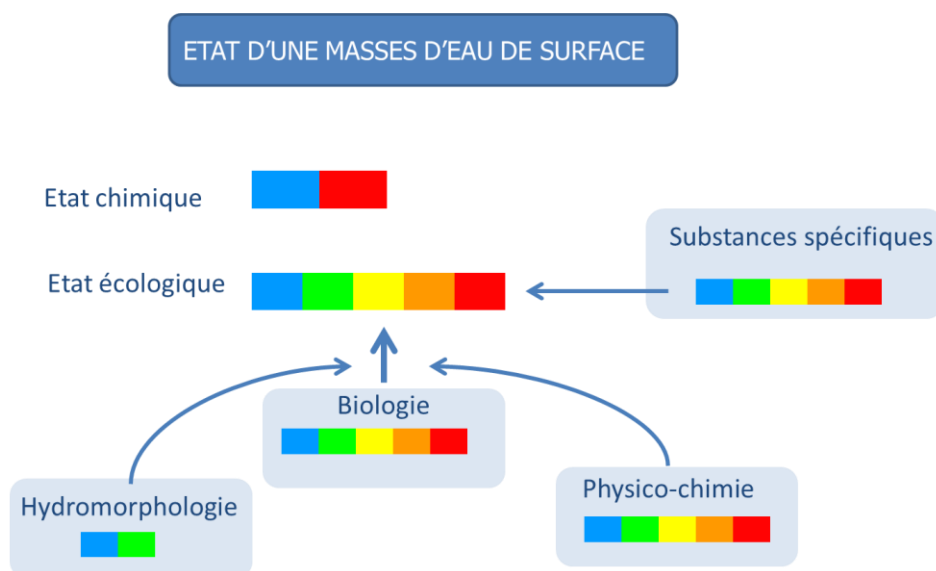 ETAT D'UNE MASSES D'EAU DE SURFACE
Etat chimique
Substances spécifiques
Etat écologique
Biologie
Hydromorphologie
Physico-chimie